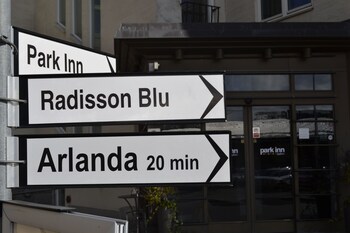 Park Inn
Radisson Blu
Arlanda 20 min
park inn